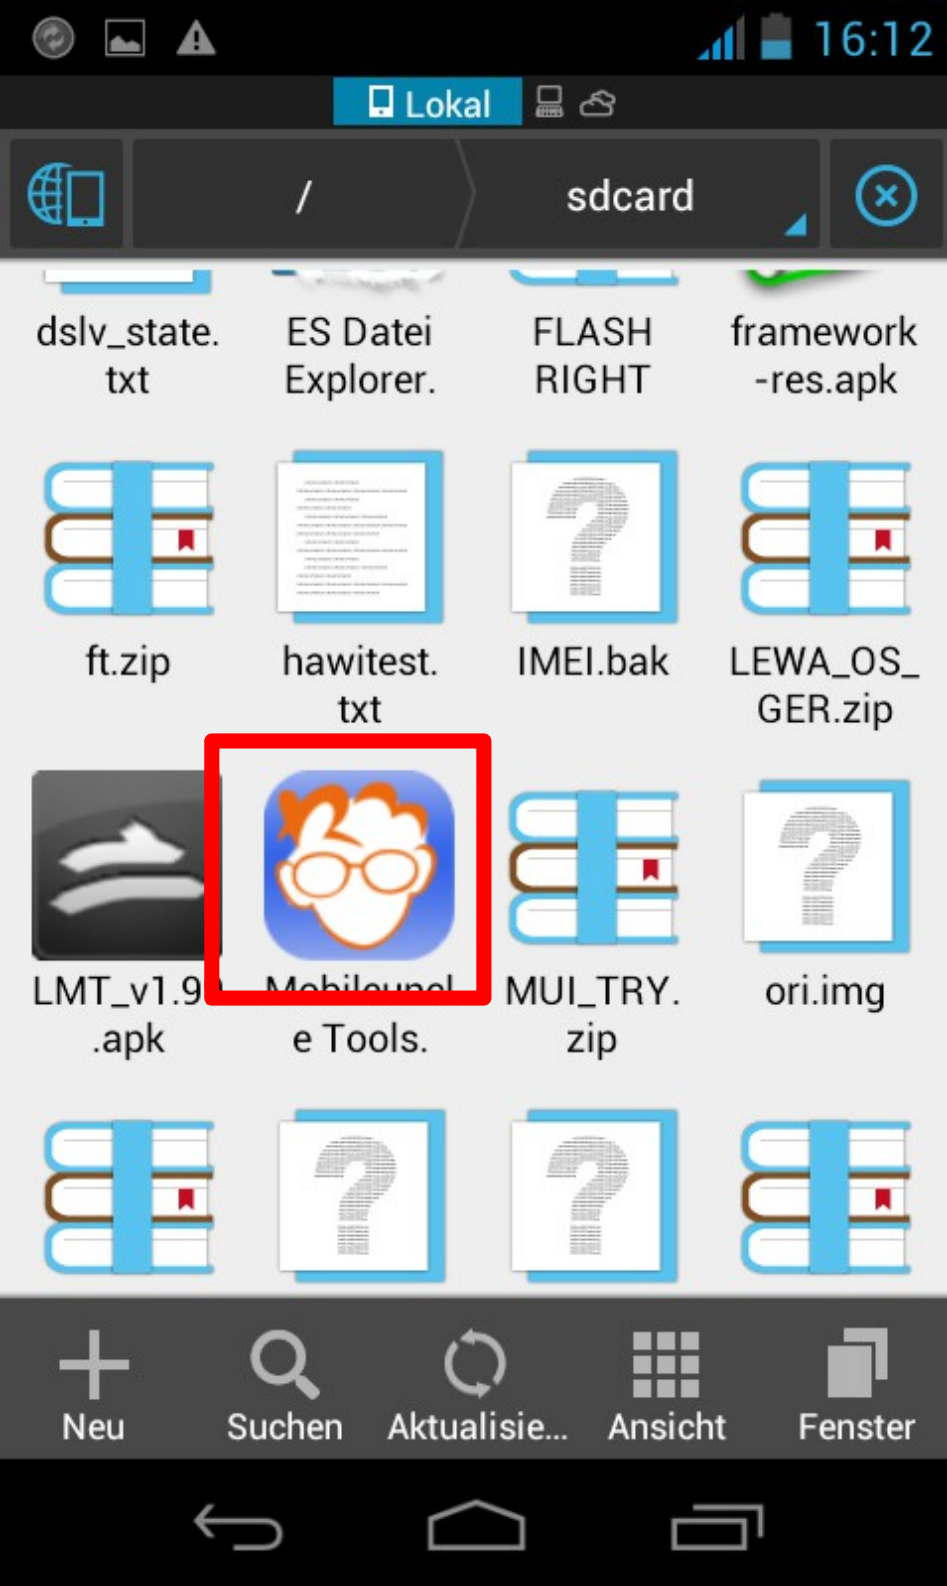 16:12
Lokal
/ sdcard
dslv_state.
txt
ES Datei
Explorer.
FLASH
RIGHT
framework
-res.apk
ft.zip
hawitest.
txt
IMEI.bak
LEWA_OS_
GER.zip
LMT_v1.9
.apk
Mobileuncl
e Tools.
MUI_TRY.
zip
ori.img
Neu
Suchen
Aktualisie...
Ansicht
Fenster